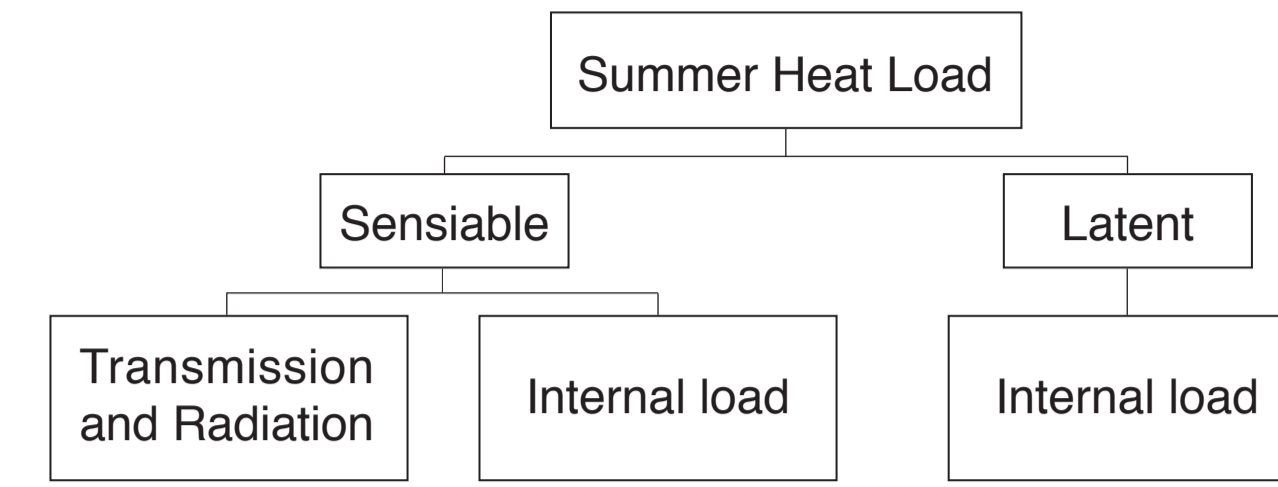 Summer Heat Load
Sensiable
Latent
Transmission
and Radiation
Internal load
Internal load